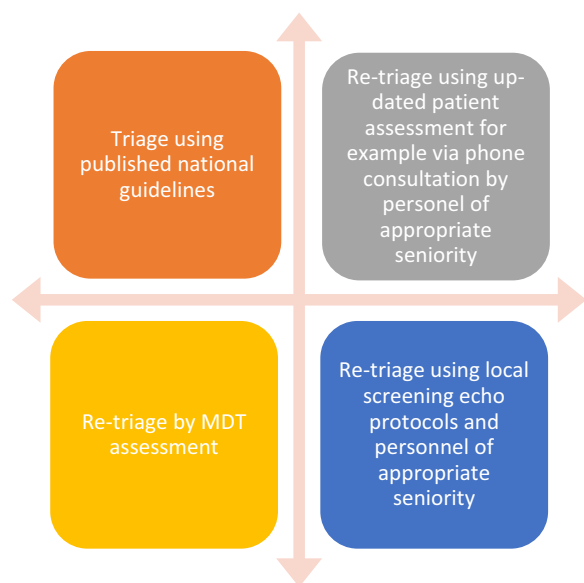 Triage using
published national
guidelines
Re-triage using up-
dated patient
assessment for
example via phone
consultation by
personel of
appropriate
seniority
Re-triage by MDT
assessment
Re-triage using local
screening echo
protocols and
personnel of
appropriate
seniority